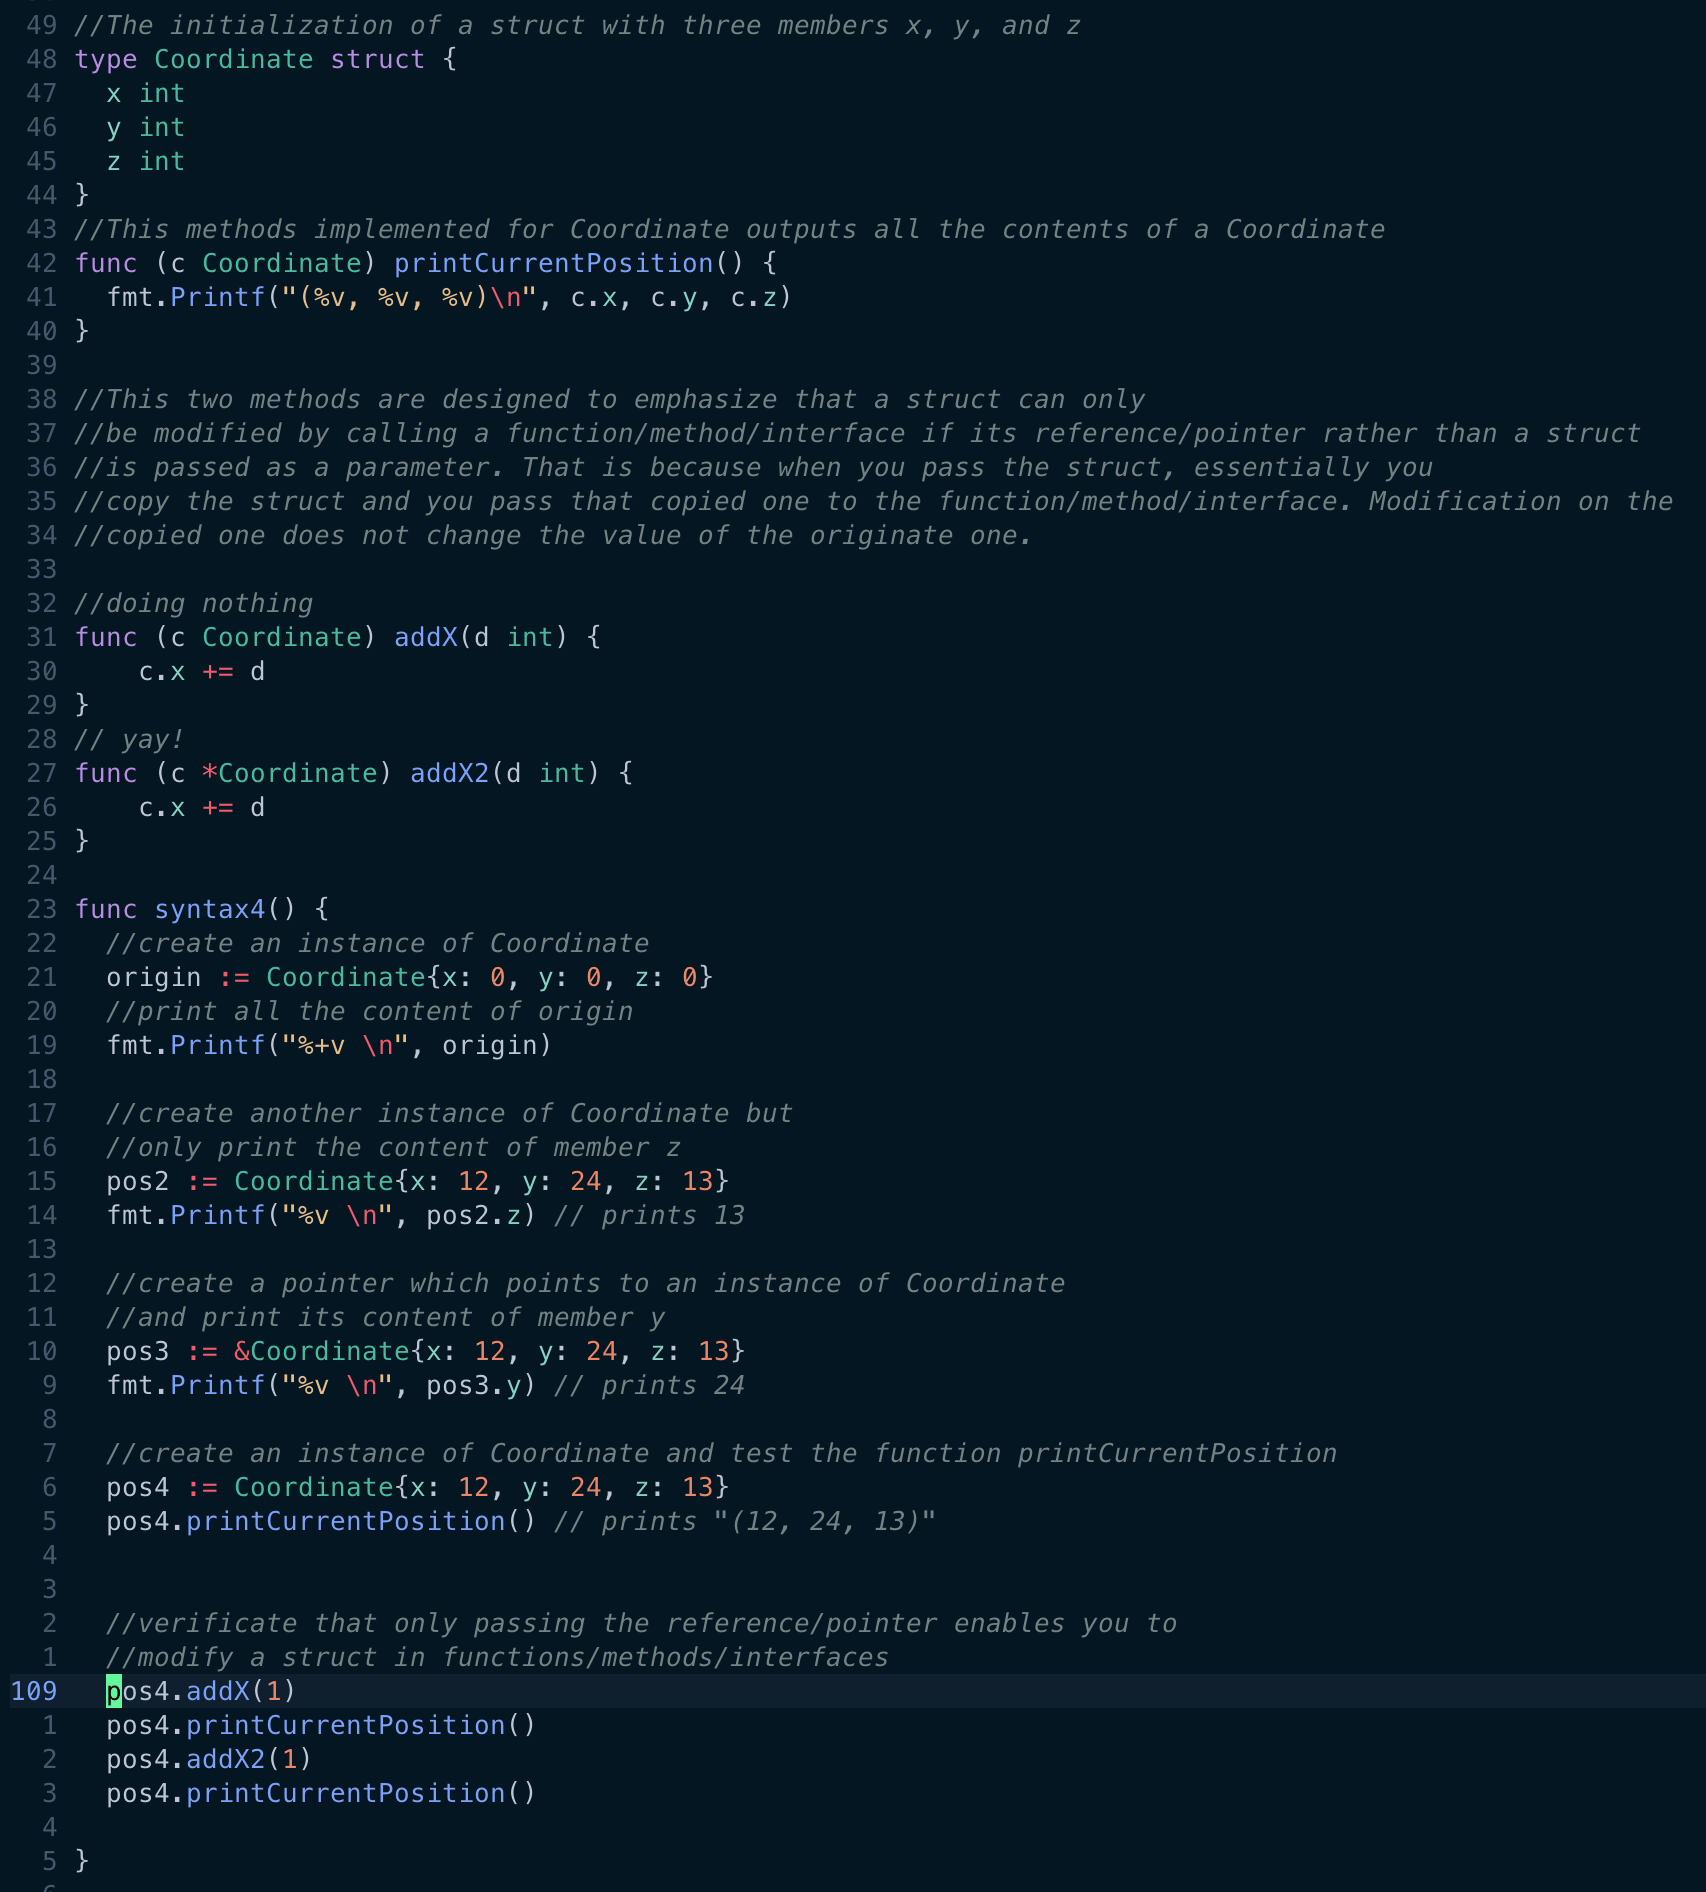 49 //The initialization of a struct with three members x, y, and z
48 type Coordinate struct {
47   x int
46   y int
45   z int
44 }
43 //This methods implemented for Coordinate outputs all the contents of a Coordinate
42 func (c Coordinate) printCurrentPosition() {
41   fmt.Printf("(%v, %v, %v)\n", c.x, c.y, c.z)
40 }
39
38 //This two methods are designed to emphasize that a struct can only
37 //be modified by calling a function/method/interface if its reference/pointer rather than a struct
36 //is passed as a parameter. That is because when you pass the struct, essentially you
35 //copy the struct and you pass that copied one to the function/method/interface. Modification on the
34 //copied one does not change the value of the originate one.
33
32 //doing nothing
31 func (c Coordinate) addX(d int) {
30     c.x += d
29 }
28 // yay!
27 func (c *Coordinate) addX2(d int) {
26     c.x += d
25 }
24
23 func syntax4() {
22   //create an instance of Coordinate
21   origin := Coordinate{x: 0, y: 0, z: 0}
20   //print all the content of origin
19   fmt.Printf("%+v \n", origin)
18
17   //create another instance of Coordinate but
16   //only print the content of member z
15   pos2 := Coordinate{x: 12, y: 24, z: 13}
14   fmt.Printf("%v \n", pos2.z) // prints 13
13
12   //create a pointer which points to an instance of Coordinate
11   //and print its content of member y
10   pos3 := &Coordinate{x: 12, y: 24, z: 13}
9   fmt.Printf("%v \n", pos3.y) // prints 24
8
7   //create an instance of Coordinate and test the function printCurrentPosition
6   pos4 := Coordinate{x: 12, y: 24, z: 13}
5   pos4.printCurrentPosition() // prints "(12, 24, 13)"
4
3
2   //verificate that only passing the reference/pointer enables you to
1   //modify a struct in functions/methods/interfaces
109   pos4.addX(1)
1   pos4.printCurrentPosition()
2   pos4.addX2(1)
3   pos4.printCurrentPosition()
4
5 }